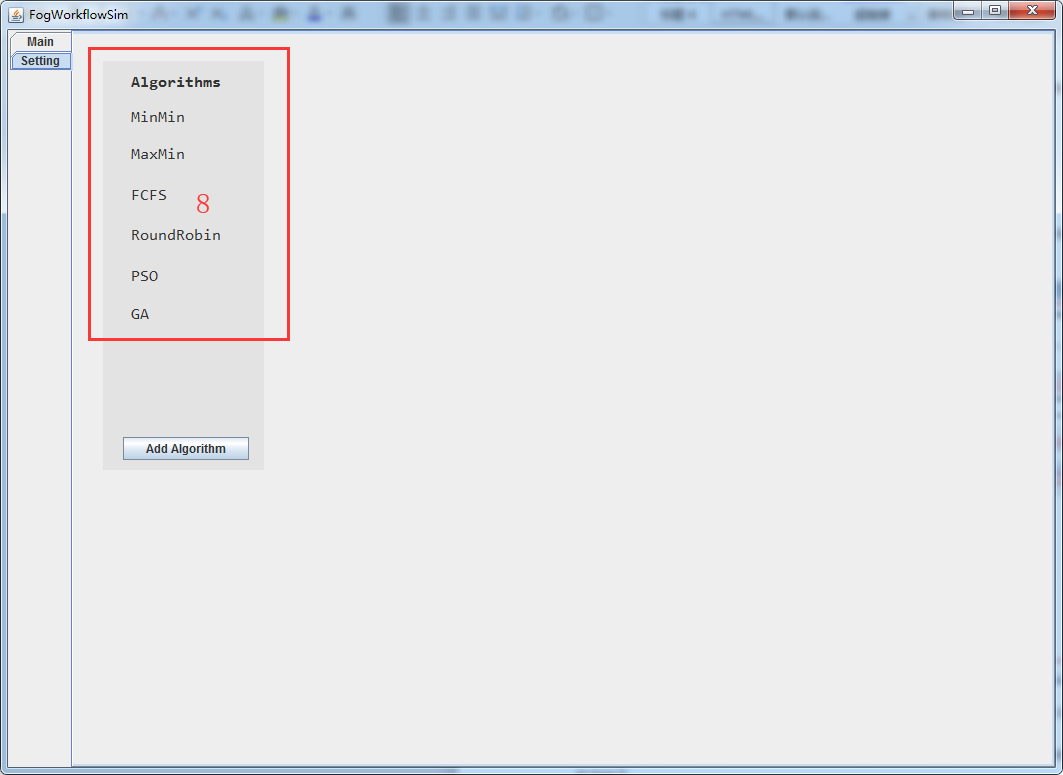 FogWorkflowSim
Main
Setting
Algorithms
MinMin
MaxMin
FCFS
8
RoundRobin
PSO
GA
Add Algorithm